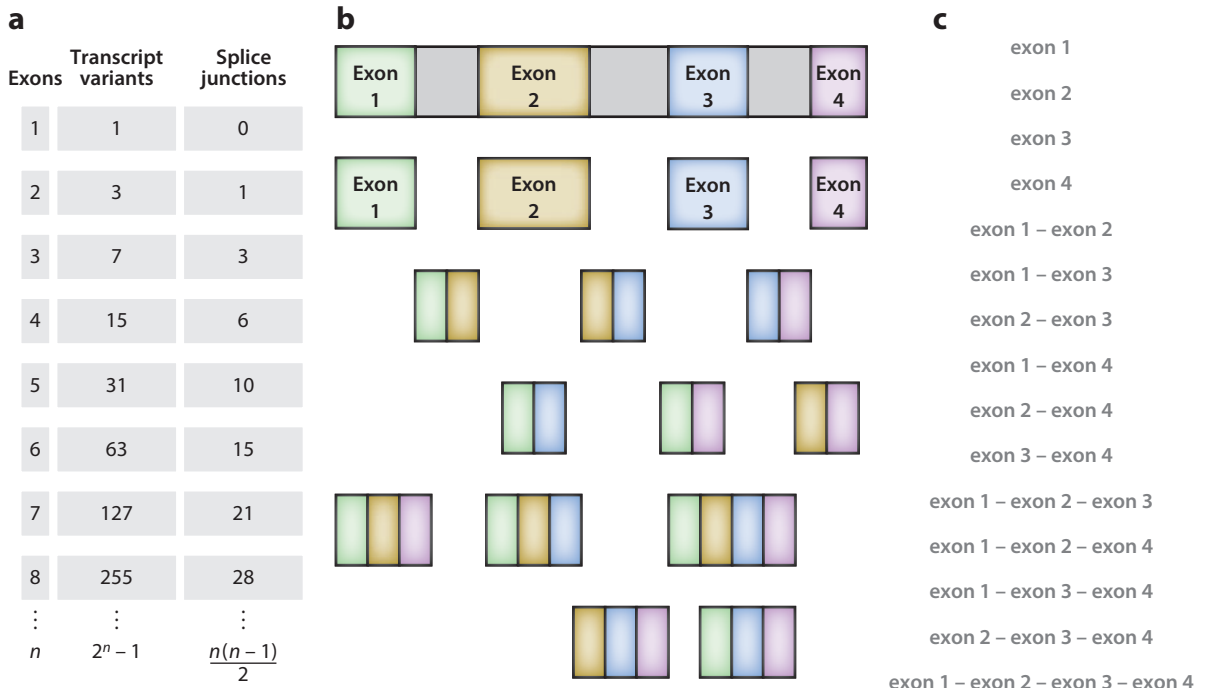 a
Exons
Transcript
variants
Splice
junctions
1 1 0
2 3 1
3 7 3
4 15 6
5 31 10
6 63 15
7 127 21
8 255 28
⋮ ⋮ ⋮
n 2ⁿ – 1 n(n – 1)
2
b
Exon
1
Exon
2
Exon
3
Exon
4
Exon
1
Exon
2
Exon
3
Exon
4
c
exon 1
exon 2
exon 3
exon 4
exon 1 – exon 2
exon 1 – exon 3
exon 2 – exon 3
exon 1 – exon 4
exon 2 – exon 4
exon 3 – exon 4
exon 1 – exon 2 – exon 3
exon 1 – exon 2 – exon 4
exon 1 – exon 3 – exon 4
exon 2 – exon 3 – exon 4
exon 1 – exon 2 – exon 3 – exon 4